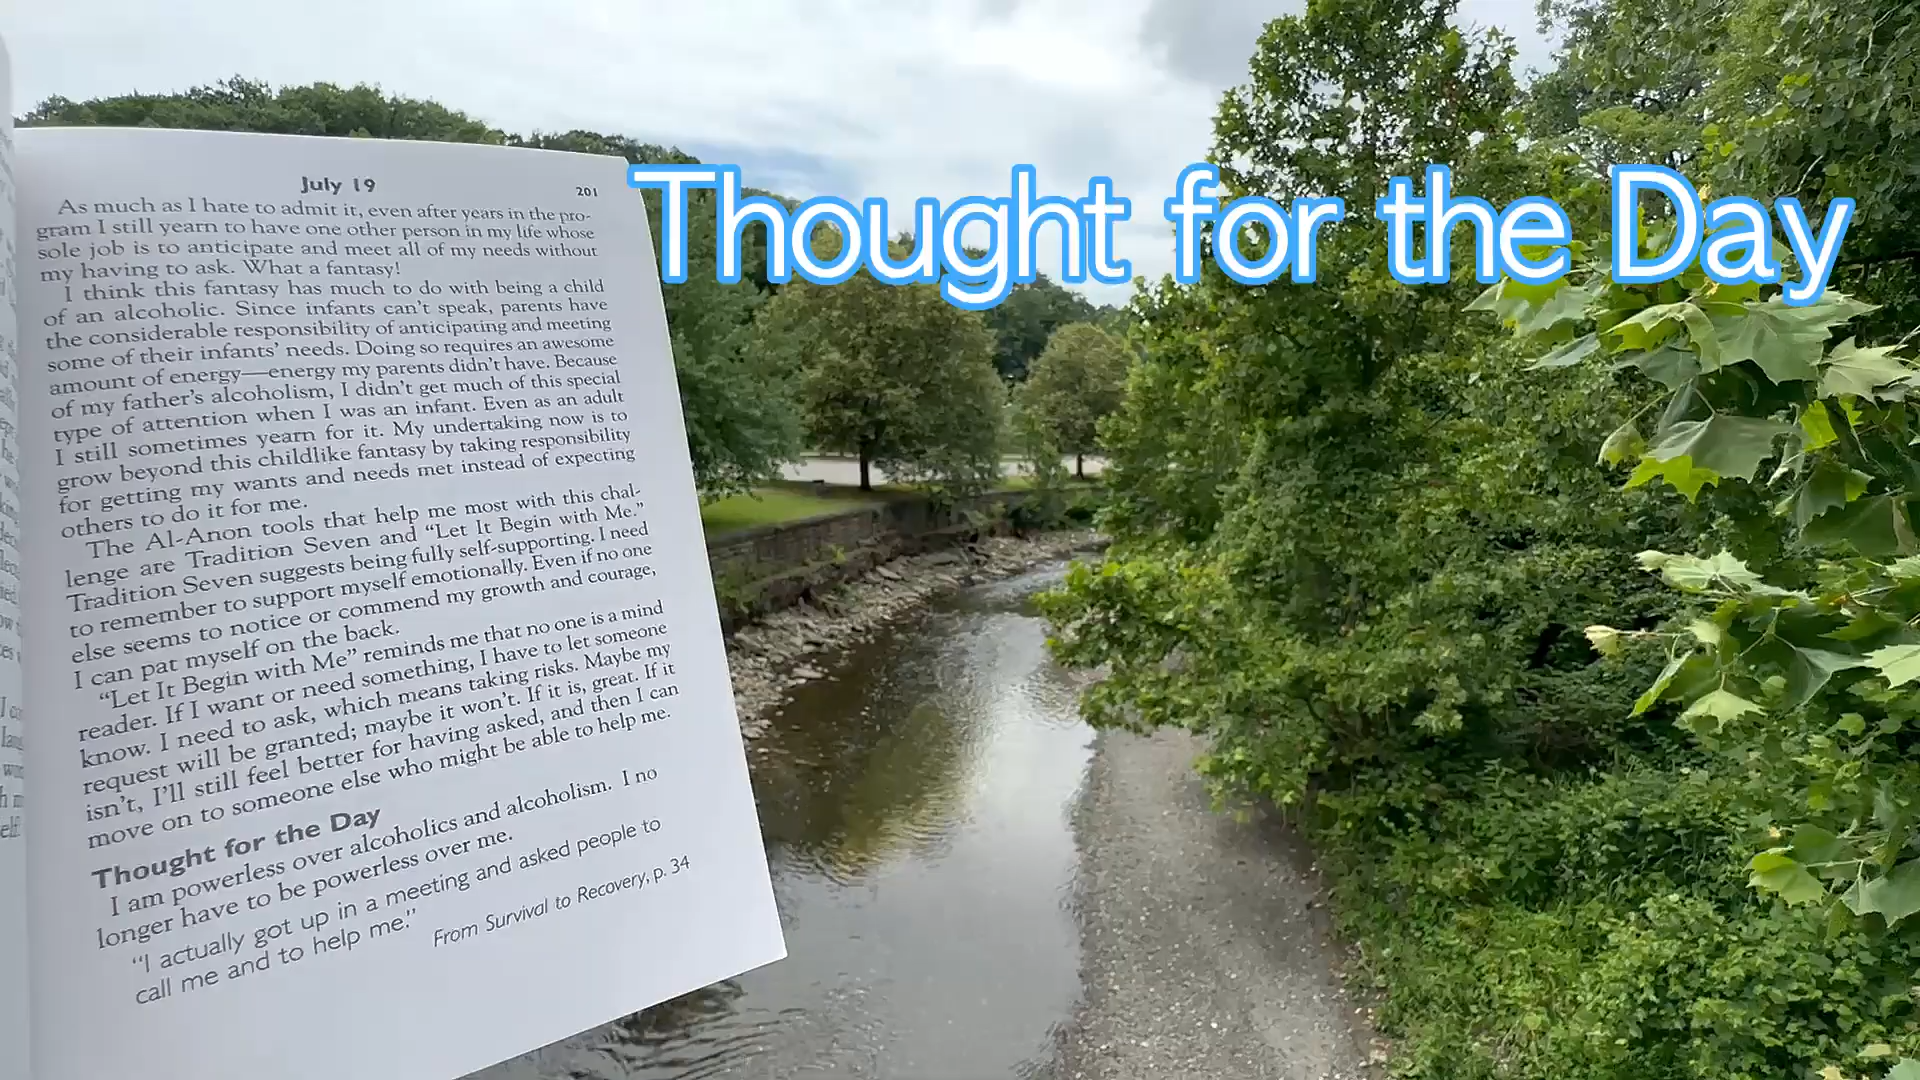 July 19
201
As much as I hate to admit it, even after years in the pro-
gram I still yearn to have one other person in my life whose
sole job is to anticipate and meet all of my needs without
my having to ask. What a fantasy!
I think this fantasy has much to do with being a child
of an alcoholic. Since infants can't speak, parents have
the considerable responsibility of anticipating and meeting
some of their infants' needs. Doing so requires an awesome
amount of energy—energy my parents didn't have. Because
of my father's alcoholism, I didn't get much of this special
type of attention when I was an infant. Even as an adult
I still sometimes yearn for it. My undertaking now is to
grow beyond this childlike fantasy by taking responsibility
for getting my wants and needs met instead of expecting
others to do it for me.
The Al-Anon tools that help me most with this chal-
lenge are Tradition Seven and “Let It Begin with Me.”
Tradition Seven suggests being fully self-supporting. I need
to remember to support myself emotionally. Even if no one
else seems to notice or commend my growth and courage,
I can pat myself on the back.
“Let It Begin with Me” reminds me that no one is a mind
reader. If I want or need something, I have to let someone
know. I need to ask, which means taking risks. Maybe my
request will be granted; maybe it won't. If it is, great. If it
isn't, I'll still feel better for having asked, and then I can
move on to someone else who might be able to help me.
Thought for the Day
I am powerless over alcoholics and alcoholism. I no
longer have to be powerless over me.
“I actually got up in a meeting and asked people to
call me and to help me.”
From Survival to Recovery, p. 34
Thought for the Day